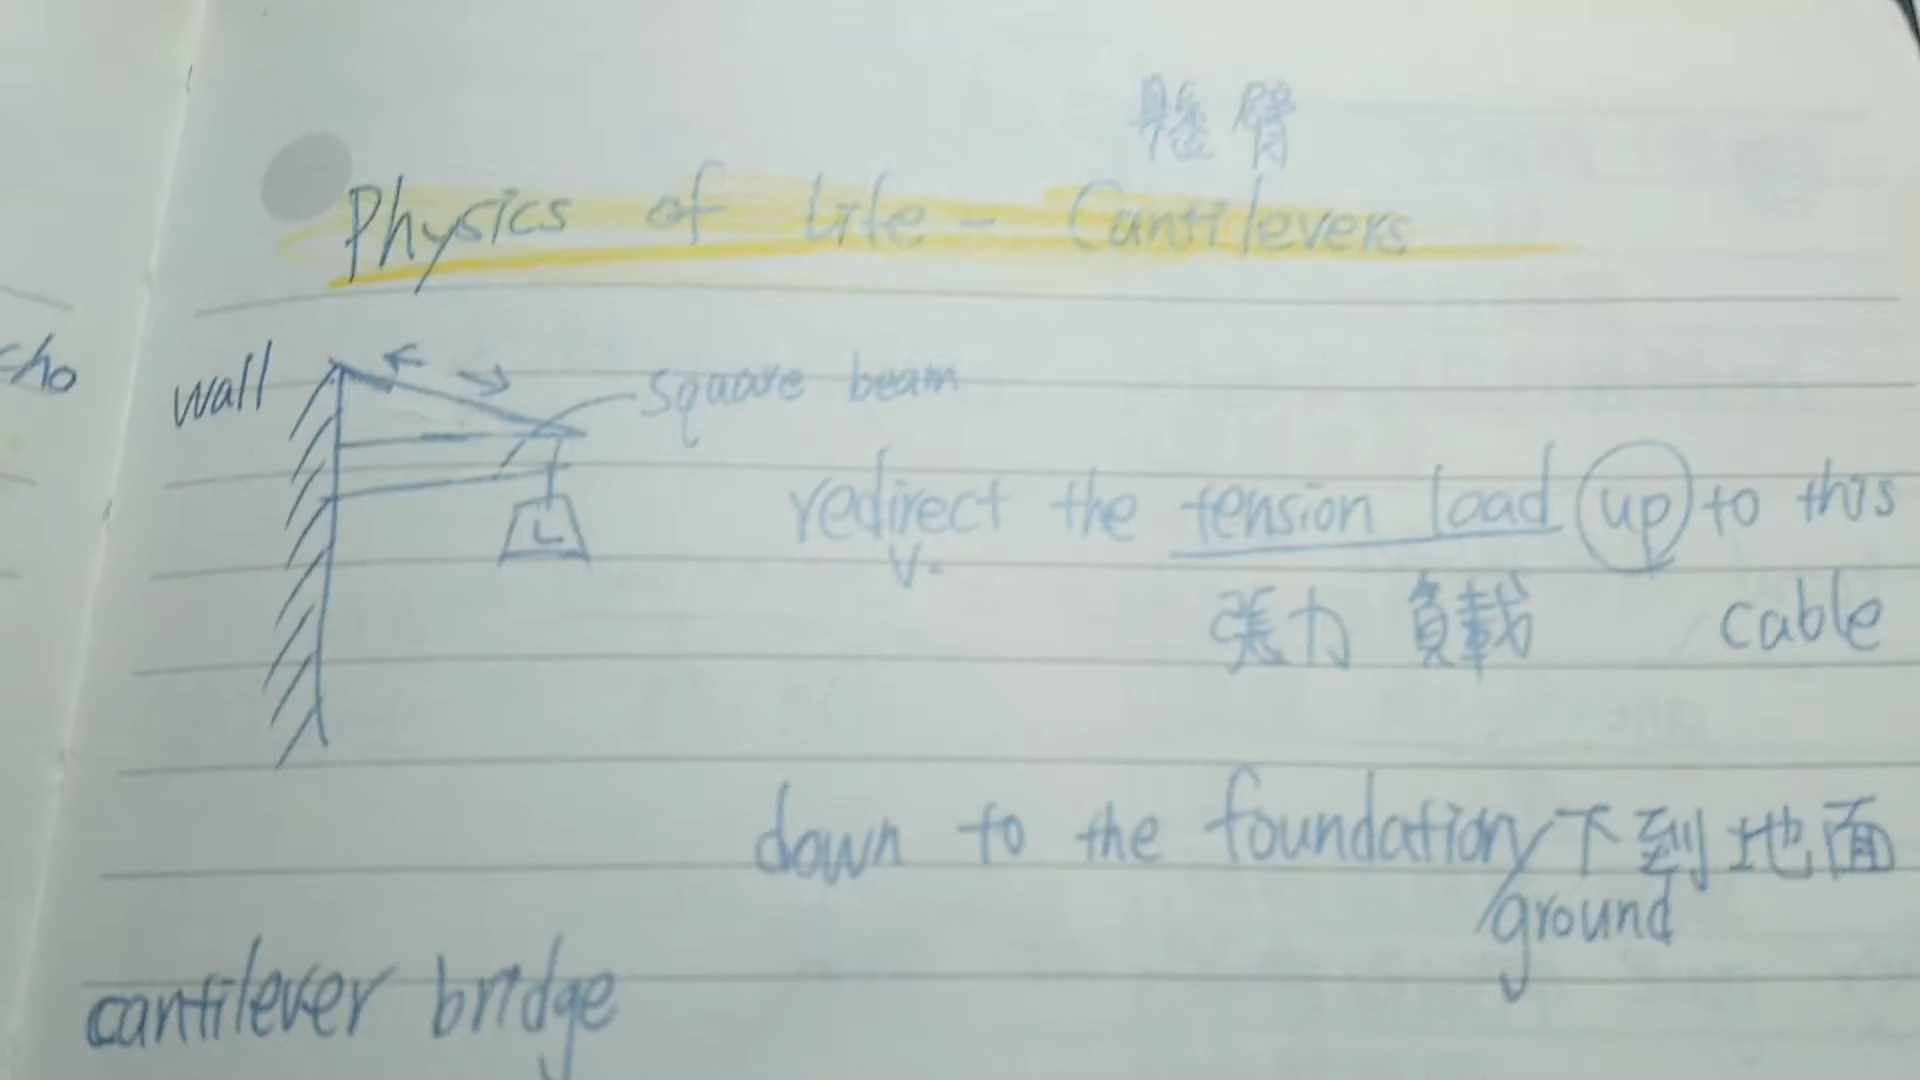 懸臂
Physics of Life - Cantilevers
wall
square beam
L
redirect the tension load up to this
v.
張力 負載 cable
down to the foundation 下到地面
ground
cantilever bridge